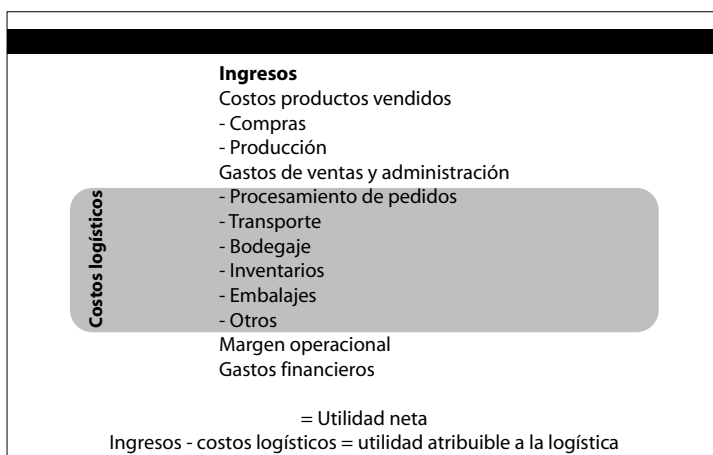 Ingresos
Costos productos vendidos
- Compras
- Producción
Gastos de ventas y administración
Costos logísticos
- Procesamiento de pedidos
- Transporte
- Bodegaje
- Inventarios
- Embalajes
- Otros
Margen operacional
Gastos financieros
= Utilidad neta
Ingresos - costos logísticos = utilidad atribuible a la logística